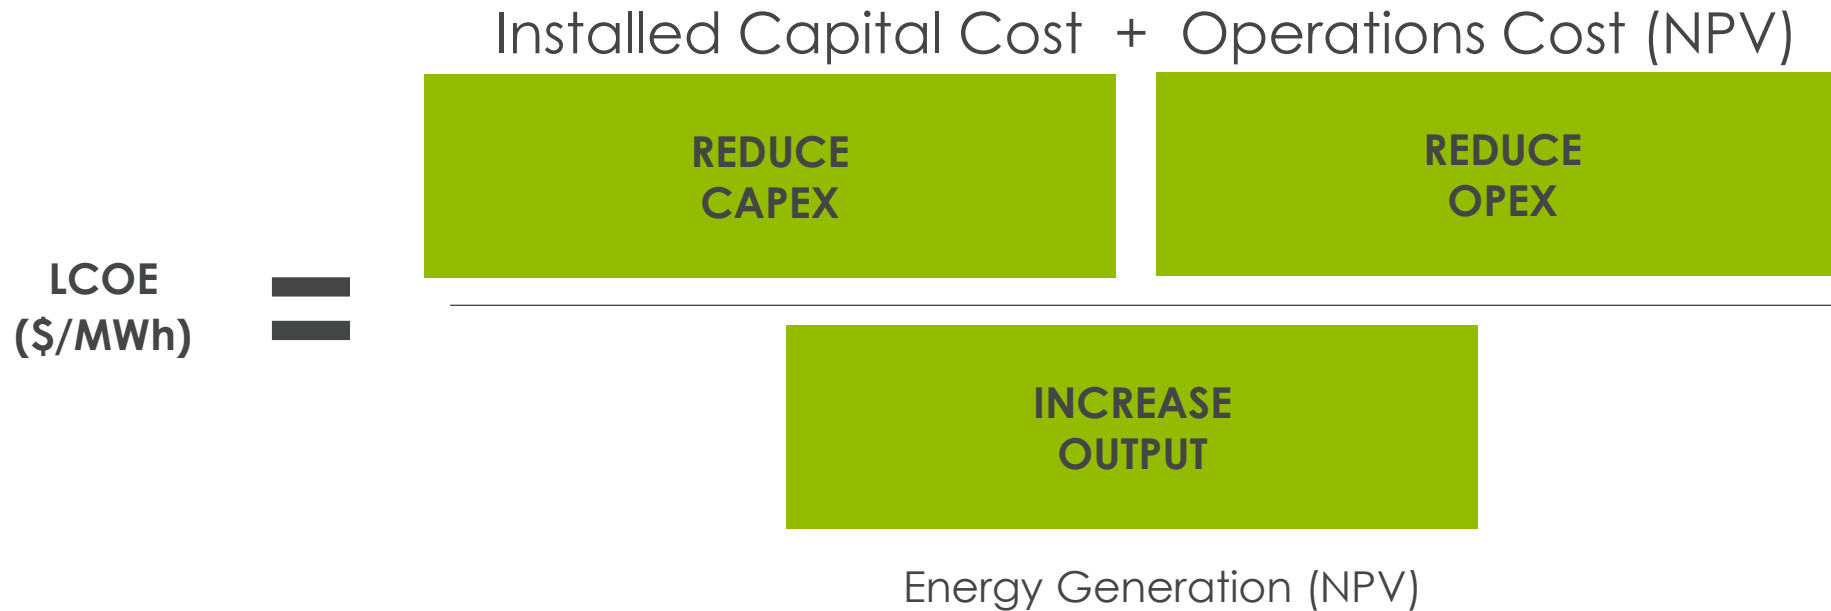 Installed Capital Cost + Operations Cost (NPV)
REDUCE
CAPEX
REDUCE
OPEX
LCOE
($/MWh)
=
INCREASE
OUTPUT
Energy Generation (NPV)